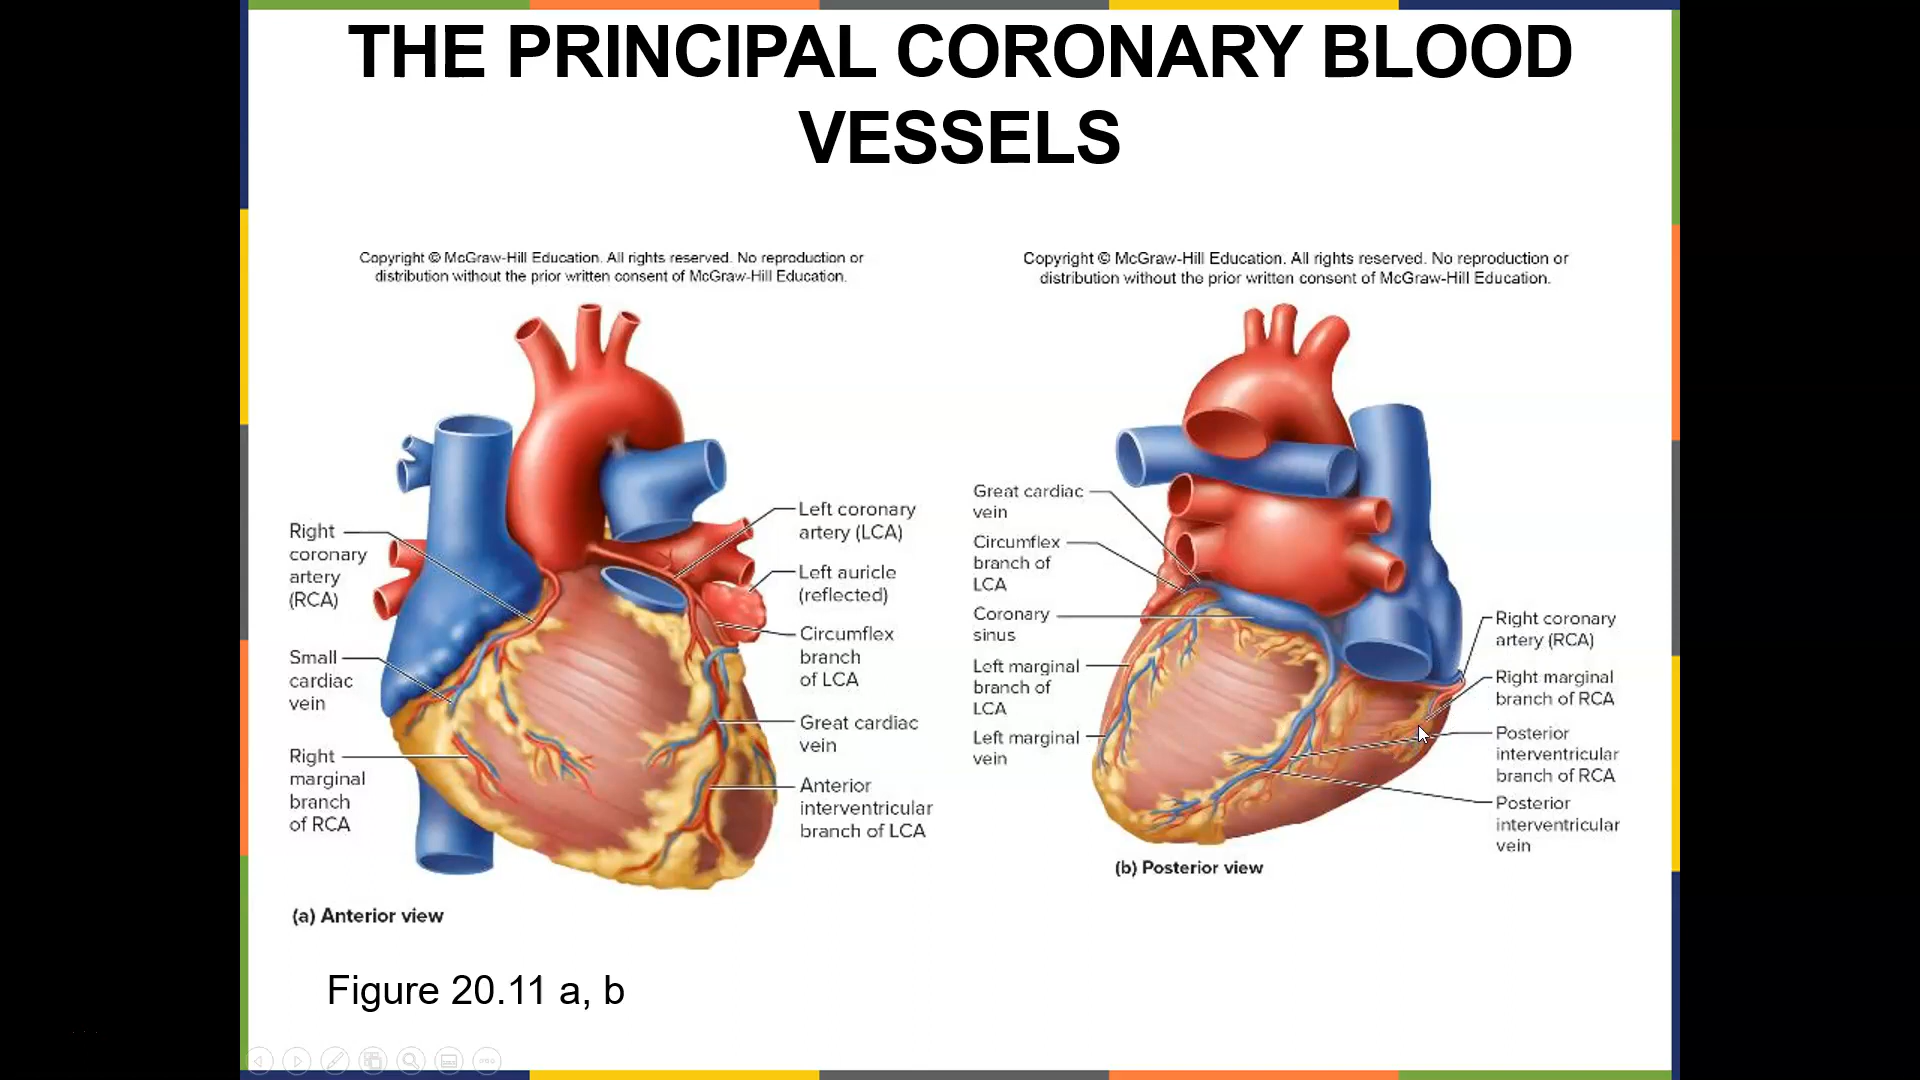 THE PRINCIPAL CORONARY BLOOD
VESSELS
Copyright © McGraw-Hill Education. All rights reserved. No reproduction or
distribution without the prior written consent of McGraw-Hill Education.
Right
coronary
artery
(RCA)
Small
cardiac
vein
Right
marginal
branch
of RCA
Left coronary
artery (LCA)
Left auricle
(reflected)
Circumflex
branch
of LCA
Great cardiac
vein
Anterior
interventricular
branch of LCA
(a) Anterior view
Copyright © McGraw-Hill Education. All rights reserved. No reproduction or
distribution without the prior written consent of McGraw-Hill Education.
Great cardiac
vein
Circumflex
branch of
LCA
Coronary
sinus
Left marginal
branch of
LCA
Left marginal
vein
Right coronary
artery (RCA)
Right marginal
branch of RCA
Posterior
interventricular
branch of RCA
Posterior
interventricular
vein
(b) Posterior view
Figure 20.11 a, b